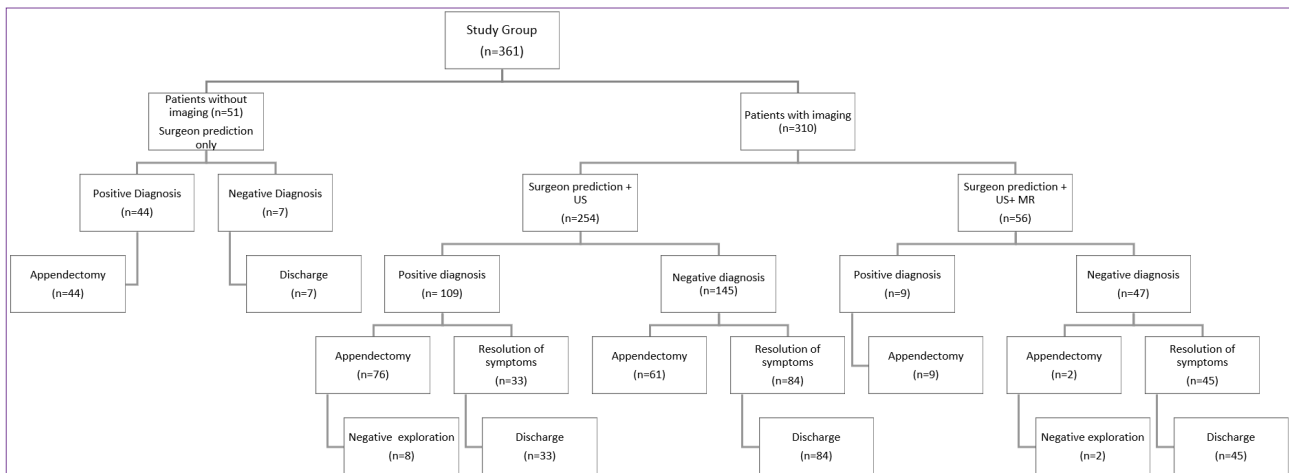 Study Group
(n=361)
Patients without
imaging (n=51)
Surgeon prediction
only
Patients with imaging
(n=310)
Positive Diagnosis
(n=44)
Negative Diagnosis
(n=7)
Surgeon prediction +
US
(n=254)
Surgeon prediction +
US+ MR
(n=56)
Appendectomy
(n=44)
Discharge
(n=7)
Positive diagnosis
(n= 109)
Negative diagnosis
(n=145)
Positive diagnosis
(n=9)
Negative diagnosis
(n=47)
Appendectomy
(n=76)
Resolution of
symptoms
(n=33)
Appendectomy
(n=61)
Resolution of
symptoms
(n=84)
Appendectomy
(n=9)
Appendectomy
(n=2)
Resolution of
symptoms
(n=45)
Negative exploration
(n=8)
Discharge
(n=33)
Discharge
(n=84)
Negative exploration
(n=2)
Discharge
(n=45)